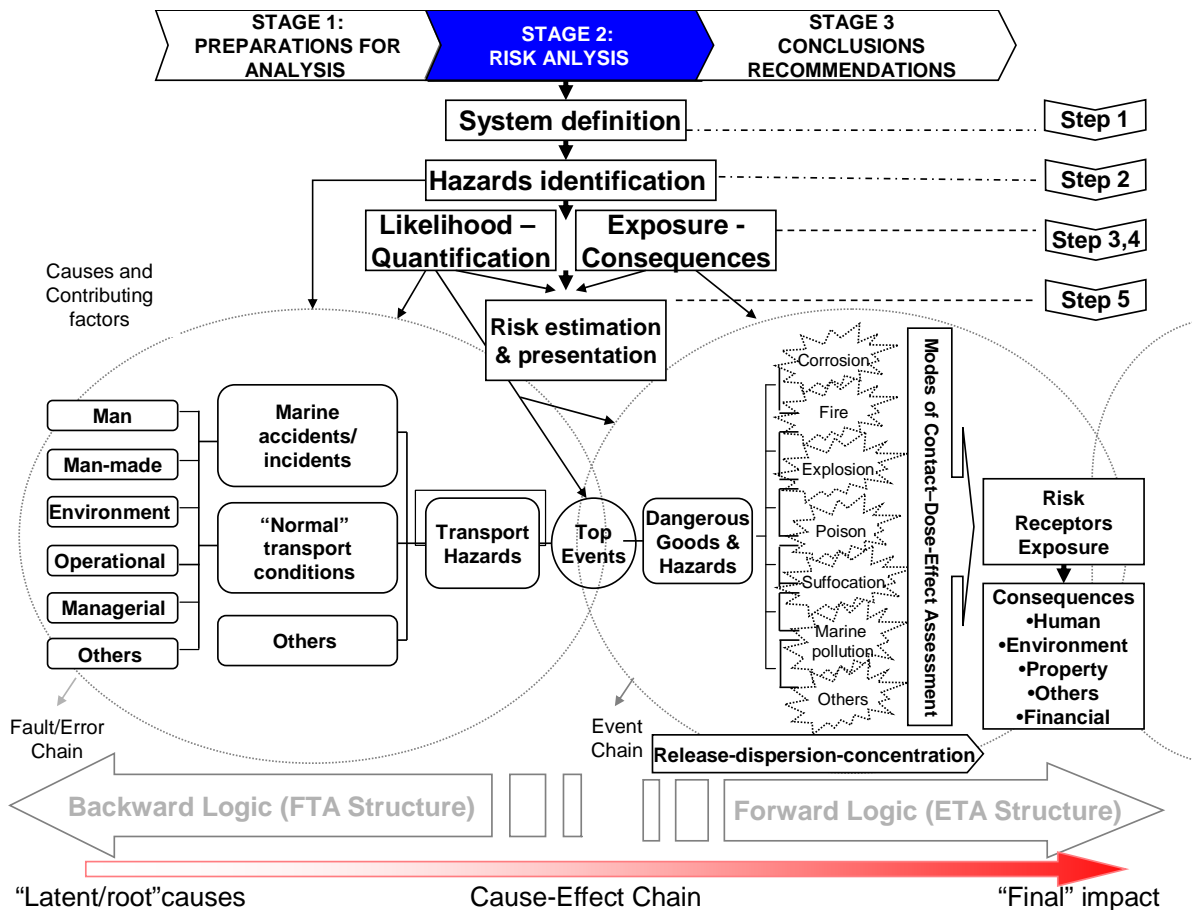 STAGE 1:
PREPARATIONS FOR
ANALYSIS
STAGE 2:
RISK ANLYSIS
STAGE 3
CONCLUSIONS
RECOMMENDATIONS
System definition
Step 1
Hazards identification
Step 2
Likelihood –
Quantification
Exposure -
Consequences
Step 3,4
Causes and
Contributing
factors
Step 5
Risk estimation
& presentation
Man
Man-made
Environment
Operational
Managerial
Others
Marine
accidents/
incidents
“Normal”
transport
conditions
Others
Transport
Hazards
Top
Events
Dangerous
Goods &
Hazards
Corrosion
Fire
Explosion
Poison
Suffocation
Marine
pollution
Others
Modes of Contact–Dose-Effect Assessment
Risk
Receptors
Exposure
Consequences
•Human
•Environment
•Property
•Others
•Financial
Fault/Error
Chain
Event
Chain
Release-dispersion-concentration
Backward Logic (FTA Structure)
Forward Logic (ETA Structure)
“Latent/root”causes
Cause-Effect Chain
“Final” impact